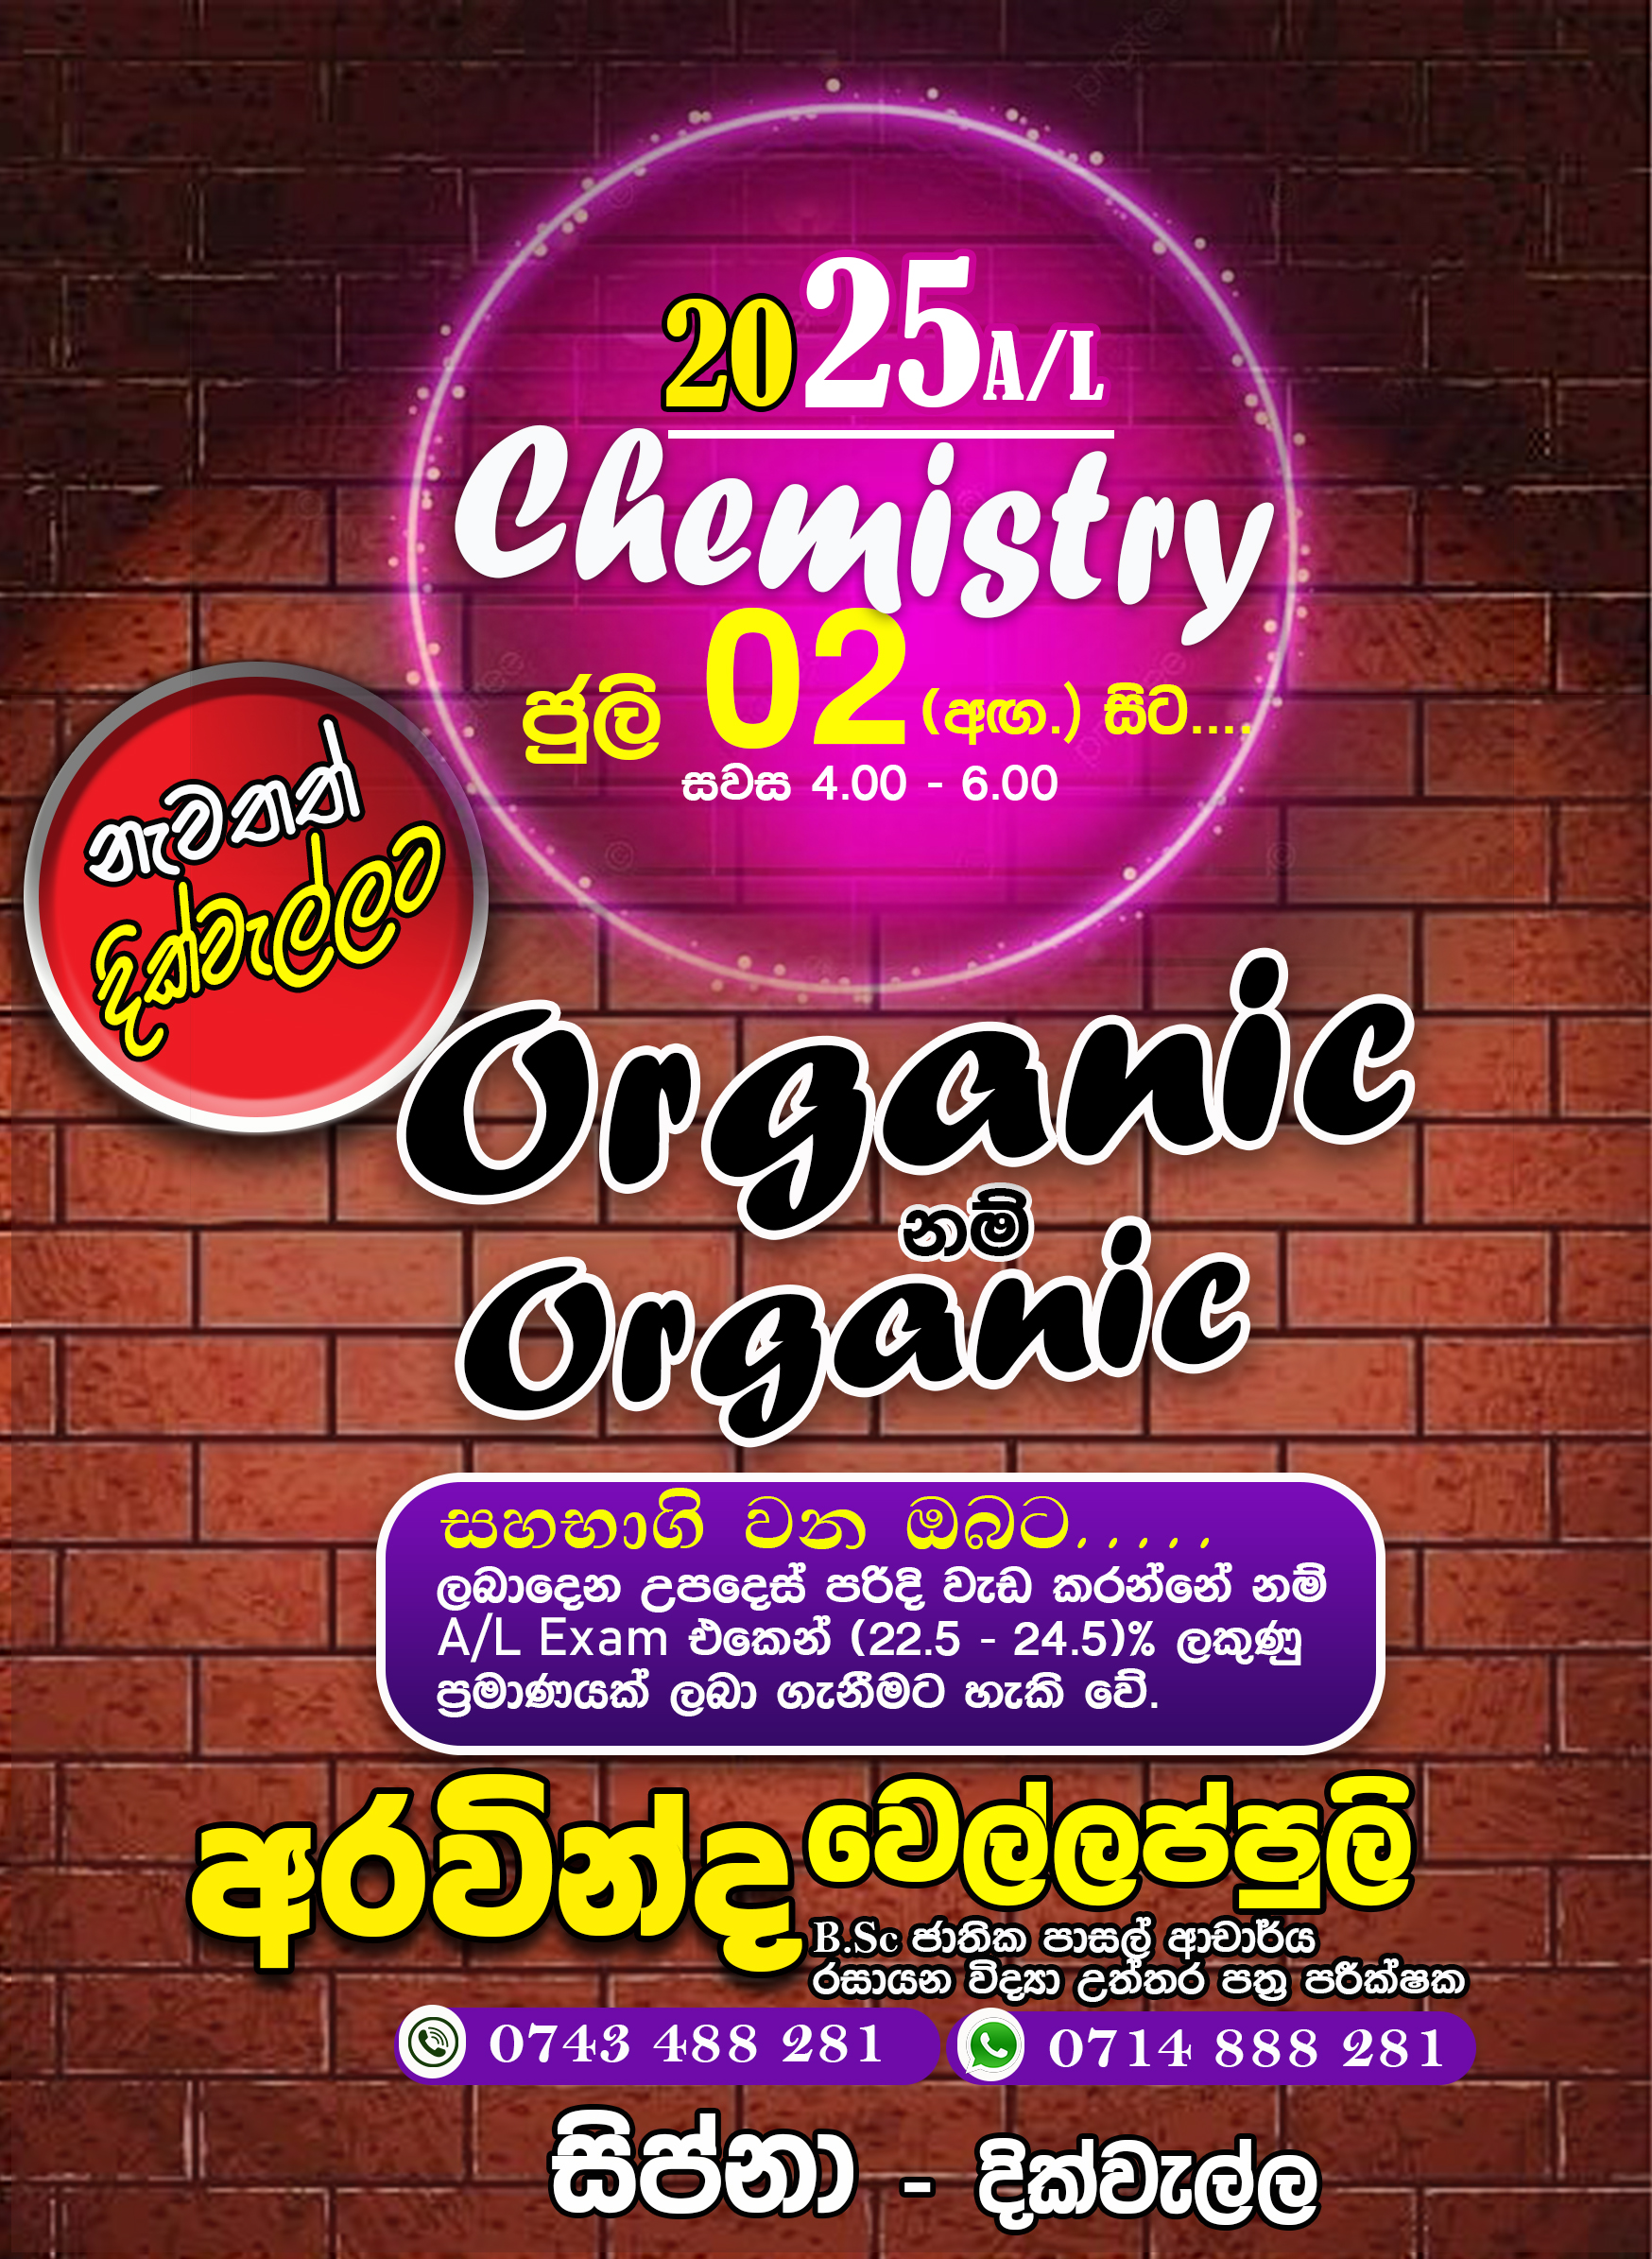 2025 A/L
Chemistry
ජුලි 02 (අඟ.) සිට....
සවස 4.00 - 6.00
නැවතත්
දික්වැල්ලට
Organic
නම්
Organic
සහභාගි වන ඔබට.....
ලබාදෙන උපදෙස් පරිදි වැඩ කරන්නේ නම්
A/L Exam එකෙන් (22.5 - 24.5)% ලකුණු
ප්‍රමාණයක් ලබා ගැනීමට හැකි වේ.
අරවින්ද වෙල්ලප්පුලි
B.Sc ජාතික පාසල් ආචාර්ය
රසායන විද්‍යා උත්තර පත්‍ර පරීක්ෂක
0743 488 281 0714 888 281
සිප්නා - දික්වැල්ල